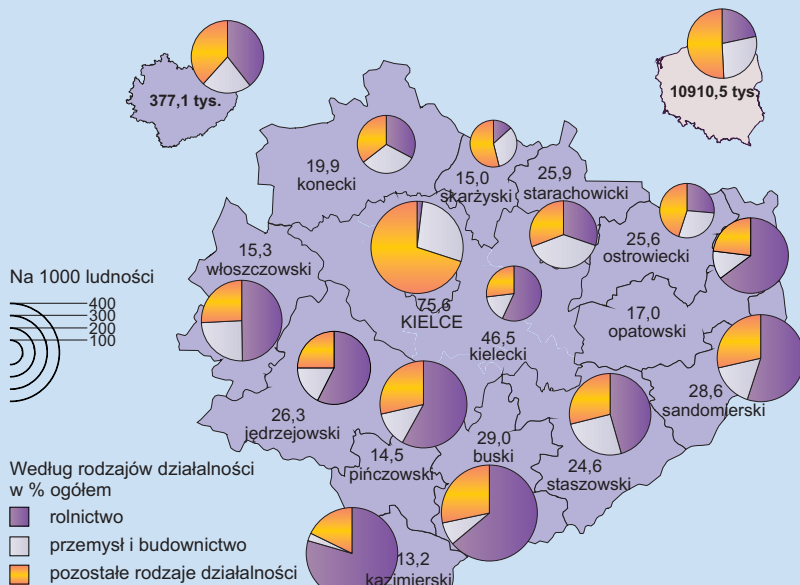 377,1 tys.
10910,5 tys.
19,9
konecki
15,0
skarżyski
25,9
starachowicki
15,3
włoszczowski
25,6
ostrowiecki
Na 1000 ludności
400
300
200
100
75,6
KIELCE
46,5
kielecki
17,0
opatowski
28,6
sandomierski
26,3
jędrzejowski
14,5
pińczowski
29,0
buski
24,6
staszowski
Według rodzajów działalności
w % ogółem
rolnictwo
przemysł i budownictwo
pozostałe rodzaje działalności
13,2
kazimierski